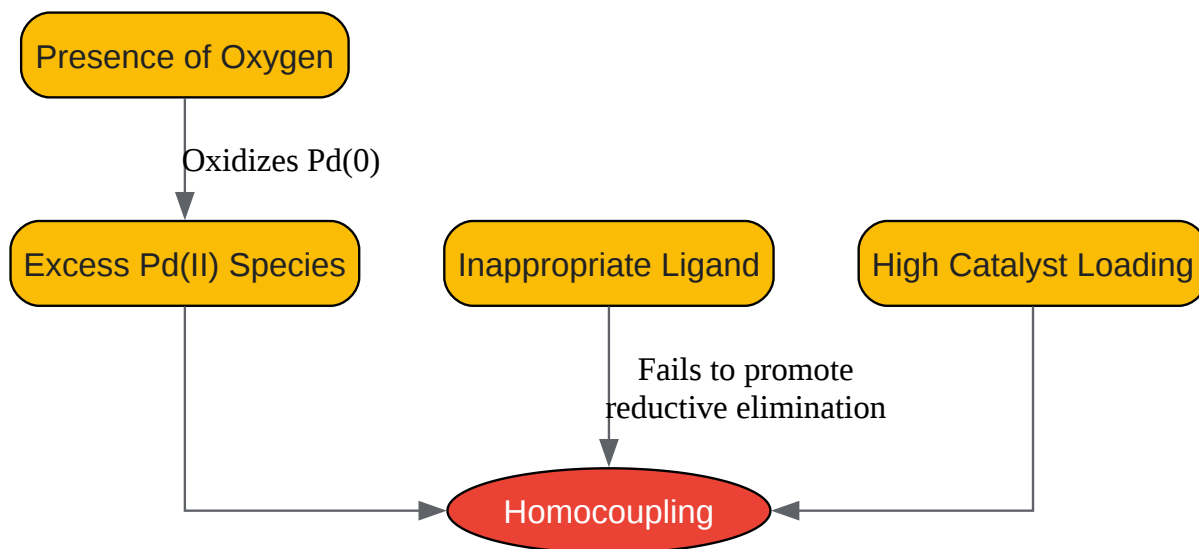 Presence of Oxygen
Oxidizes Pd(0)
Excess Pd(II) Species
Inappropriate Ligand
High Catalyst Loading
Fails to promote
reductive elimination
Homocoupling